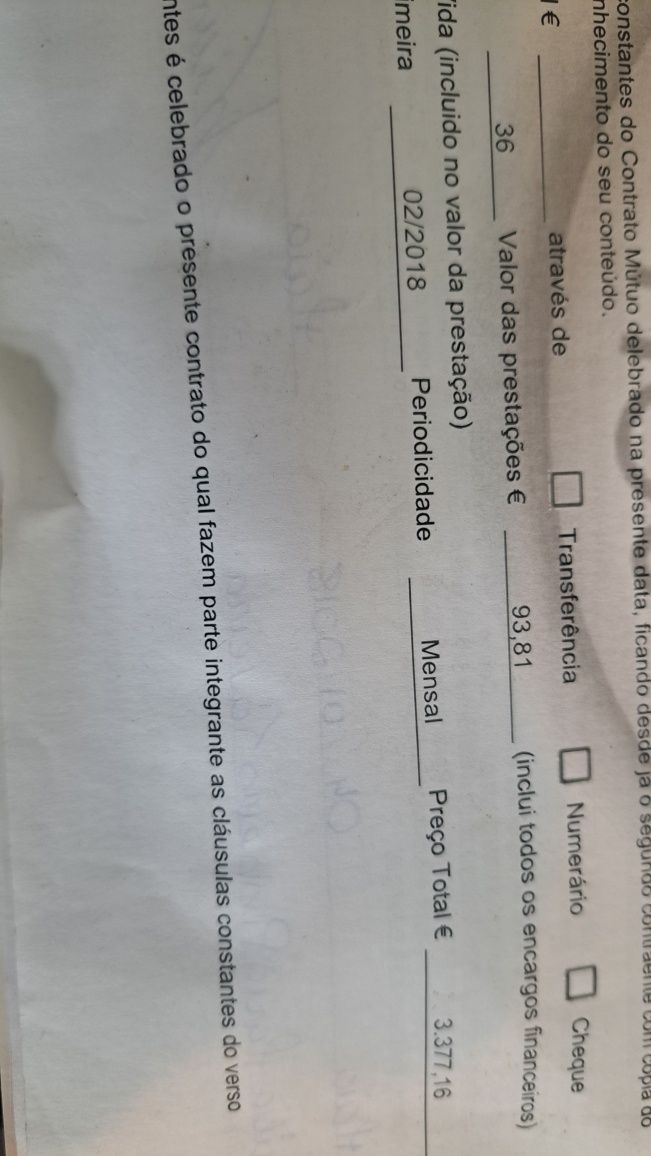 constantes do Contrato Mútuo delebrado na presente data, ficando desde já o segundo contraente com cópia do
nhecimento do seu conteúdo.
€ através de Transferência Numerário Cheque
36 Valor das prestações € 93,81 (inclui todos os encargos financeiros)
ida (incluido no valor da prestação)
imeira 02/2018 Periodicidade Mensal Preço Total € 3.377,16
ntes é celebrado o présente contrato do qual fazem parte integrante as cláusulas constantes do verso